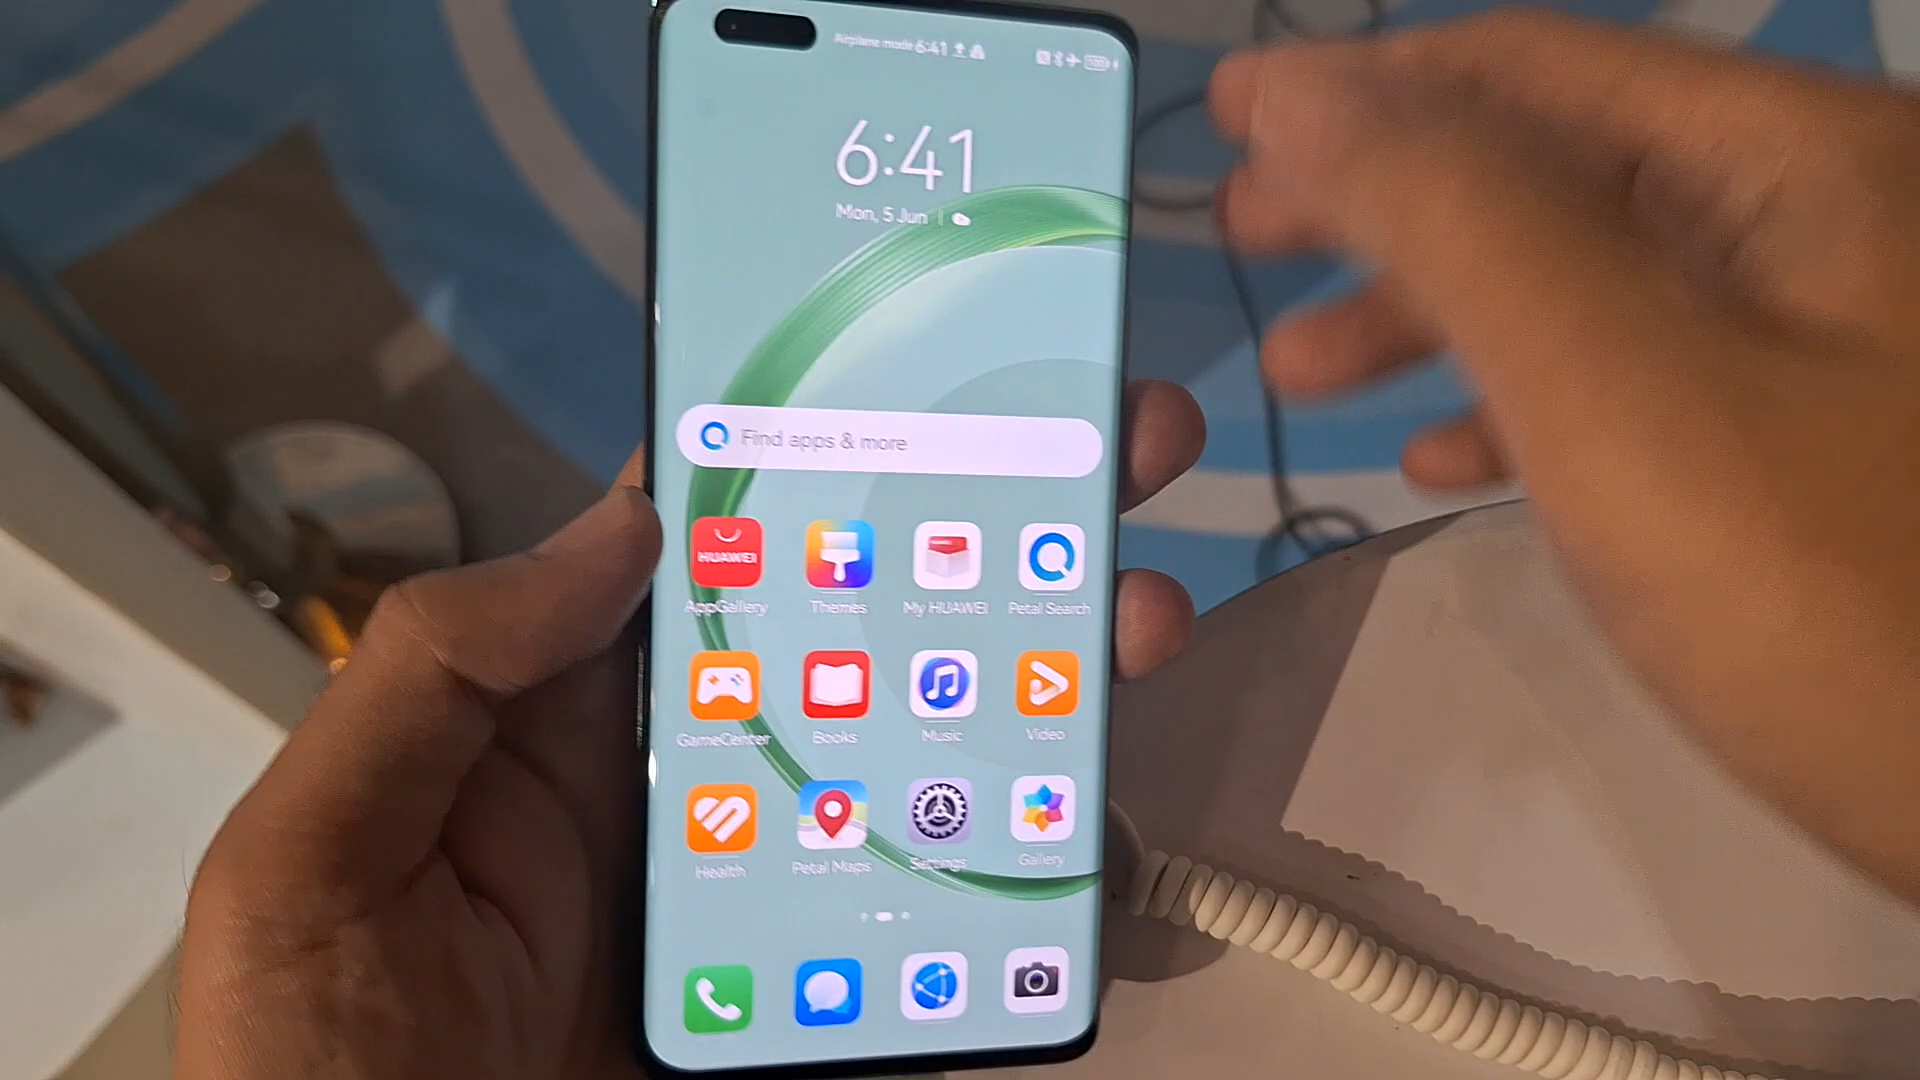 Airplane mode 6:41
6:41
Mon, 5 Jun
Find apps & more
HUAWEI
AppGallery Themes My HUAWEI Petal Search
GameCenter Books Music Video
Health Petal Maps Settings Gallery